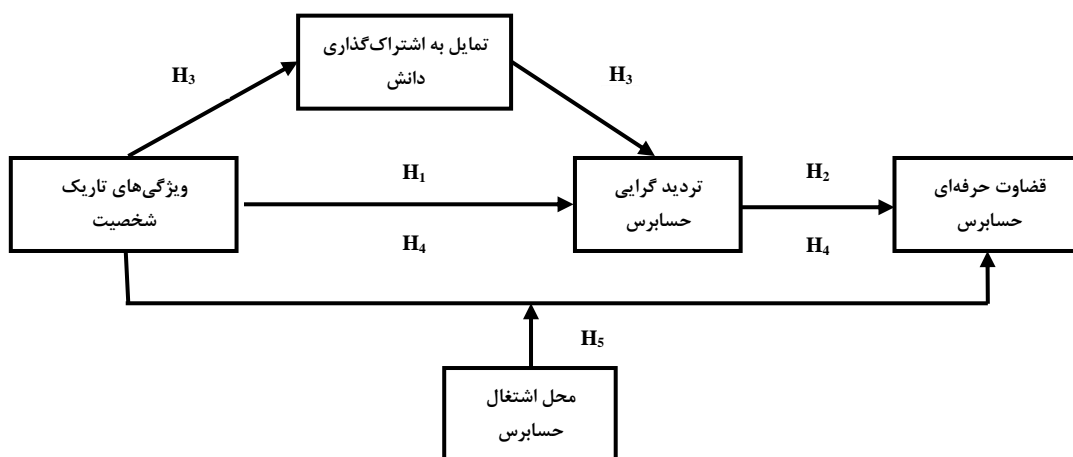 تمایل به اشتراک‌گذاری
دانش
H3
H3
ویژگی‌های تاریک
شخصیت
H1
H4
تردید گرایی
حسابرس
H2
H4
قضاوت حرفه‌ای
حسابرس
H5
محل اشتغال
حسابرس